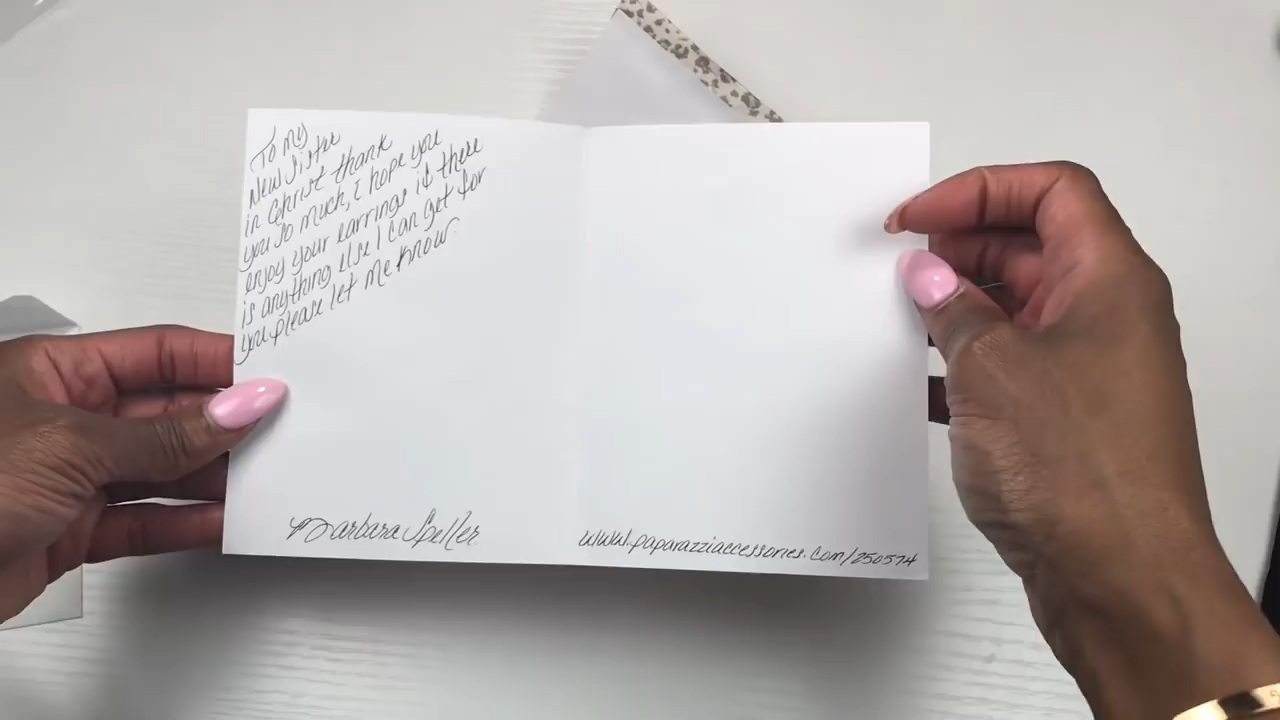 To my
New Sister
in Christ thank
you so much, I hope you
enjoy your earrings if there
is anything else I can get for
you please let me know.
Barbara Speller
www.paparazziaccessories.com/250574